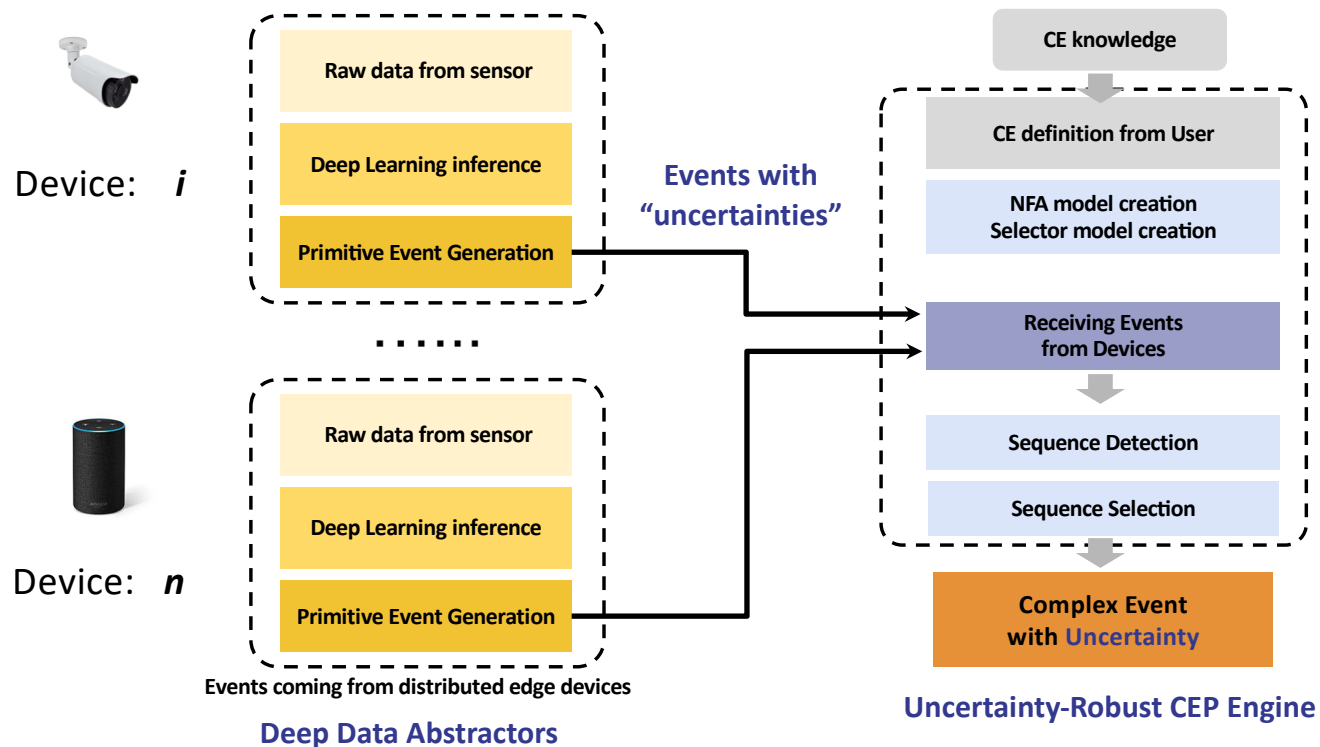 Raw data from sensor
Deep Learning inference
Primitive Event Generation
Device: i
Events with
“uncertainties”
......
Raw data from sensor
Deep Learning inference
Primitive Event Generation
Device: n
Events coming from distributed edge devices
Deep Data Abstractors
CE knowledge
CE definition from User
NFA model creation
Selector model creation
Receiving Events
from Devices
Sequence Detection
Sequence Selection
Complex Event
with Uncertainty
Uncertainty-Robust CEP Engine